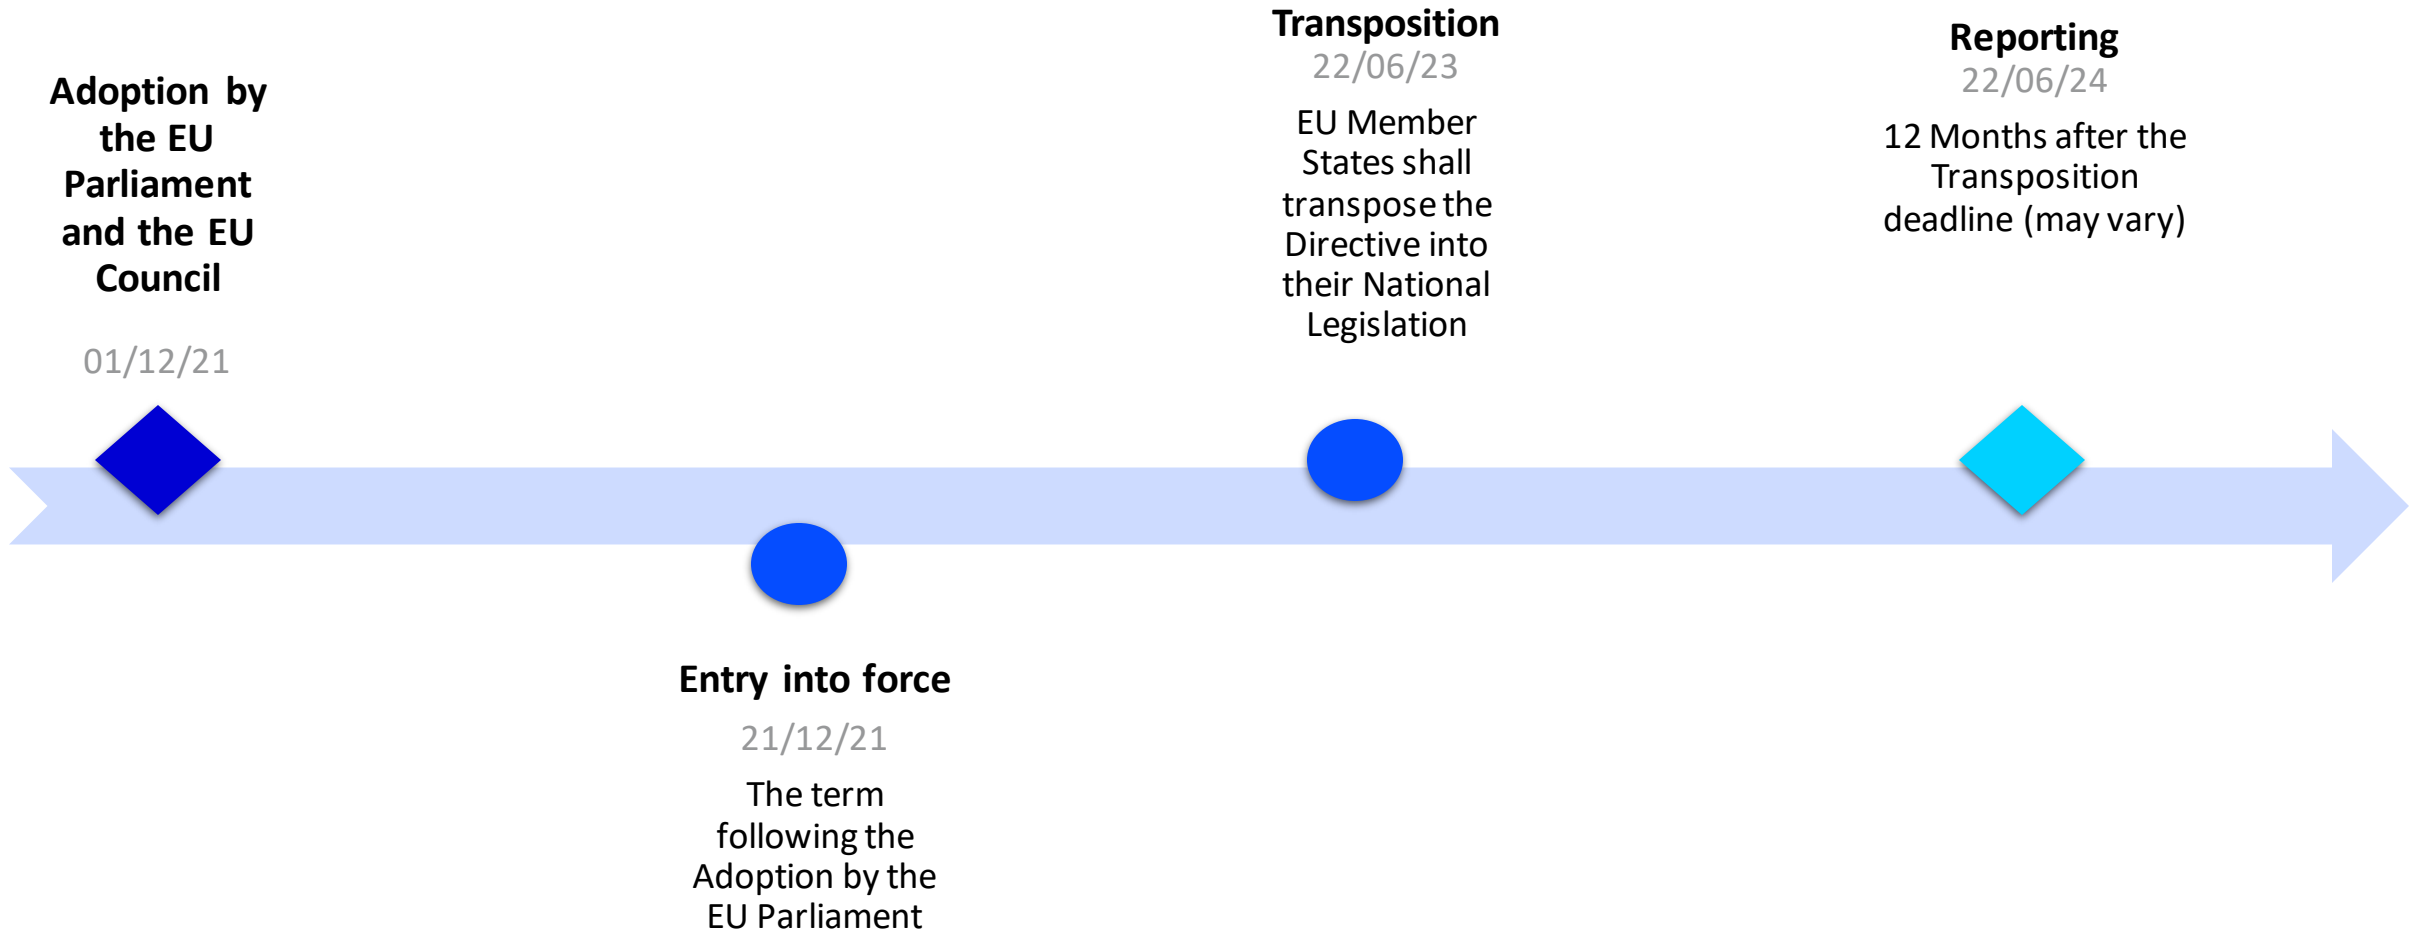 Adoption by
the EU
Parliament
and the EU
Council
01/12/21
Entry into force
21/12/21
The term
following the
Adoption by the
EU Parliament
Transposition
22/06/23
EU Member
States shall
transpose the
Directive into
their National
Legislation
Reporting
22/06/24
12 Months after the
Transposition
deadline (may vary)